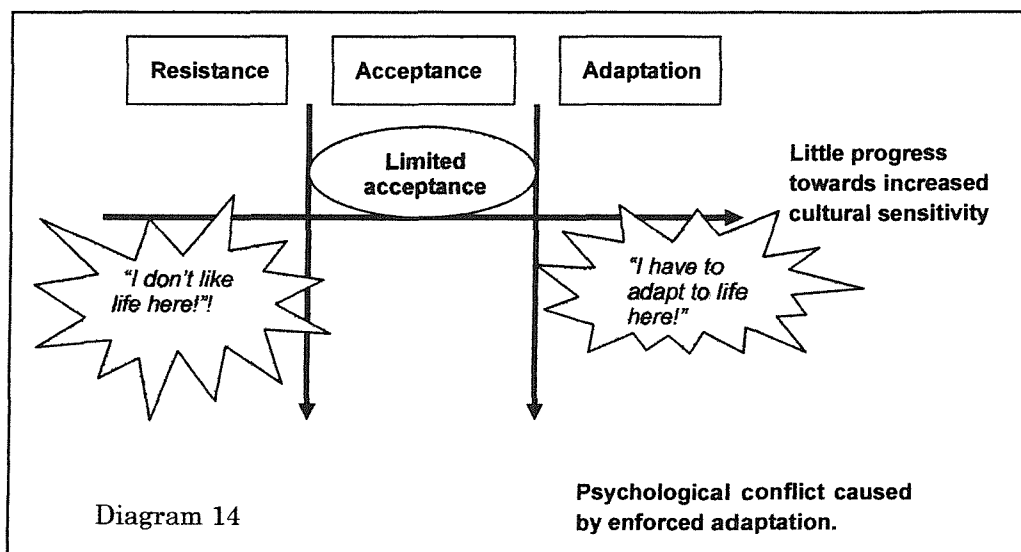 Resistance
Acceptance
Adaptation
Limited
acceptance
Little progress
towards increased
cultural sensitivity
"I don't like
life here!"!
"I have to
adapt to life
here!"
Psychological conflict caused
by enforced adaptation.
Diagram 14